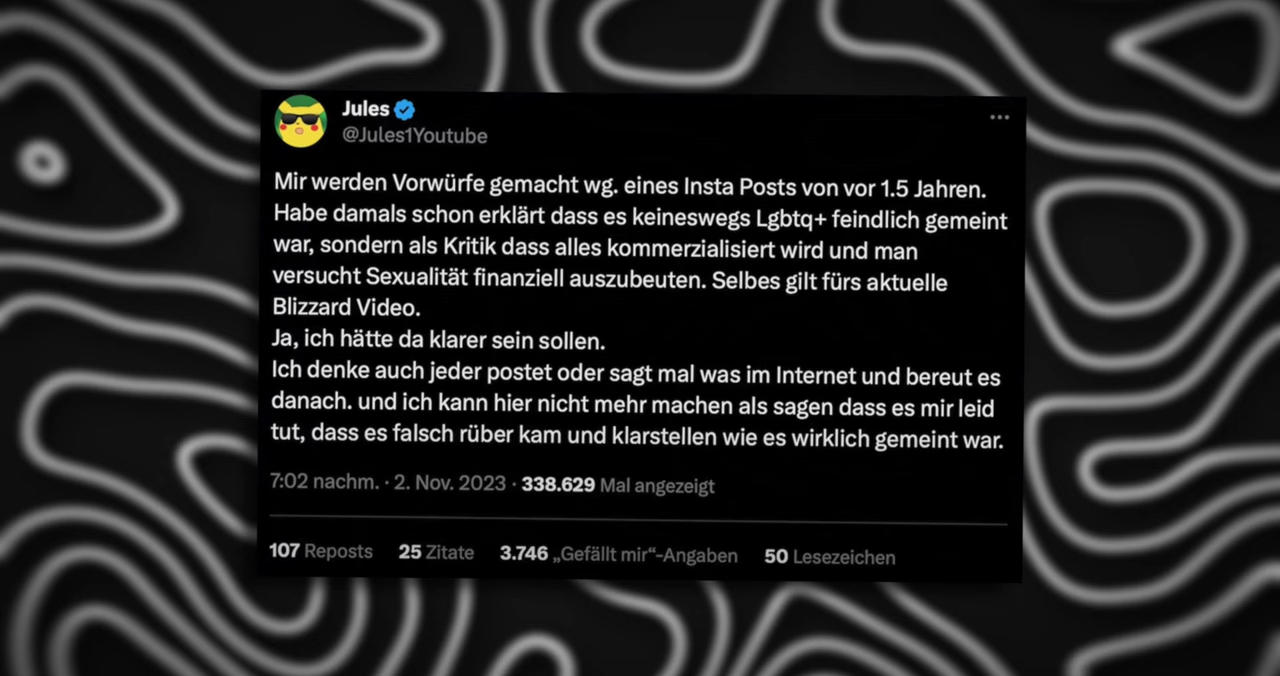 Jules
@Jules1Youtube
Mir werden Vorwürfe gemacht wg. eines Insta Posts von vor 1.5 Jahren.
Habe damals schon erklärt dass es keineswegs Lgbtq+ feindlich gemeint
war, sondern als Kritik dass alles kommerzialisiert wird und man
versucht Sexualität finanziell auszubeuten. Selbes gilt fürs aktuelle
Blizzard Video.
Ja, ich hätte da klarer sein sollen.
Ich denke auch jeder postet oder sagt mal was im Internet und bereut es
danach. und ich kann hier nicht mehr machen als sagen dass es mir leid
tut, dass es falsch rüber kam und klarstellen wie es wirklich gemeint war.
7:02 nachm. · 2. Nov. 2023 · 338.629 Mal angezeigt
107 Reposts 25 Zitate 3.746 „Gefällt mir“-Angaben 50 Lesezeichen